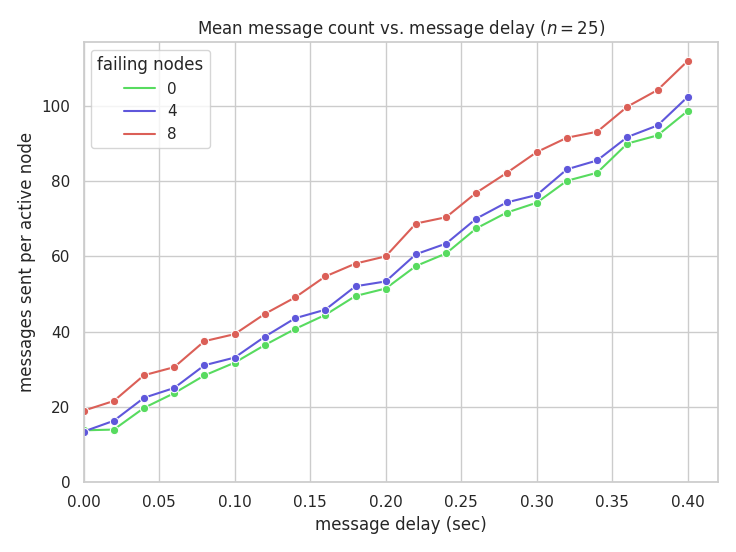 Mean message count vs. message delay (n = 25)
failing nodes
0
4
8
messages sent per active node
100
80
60
40
20
0
0.00 0.05 0.10 0.15 0.20 0.25 0.30 0.35 0.40
message delay (sec)